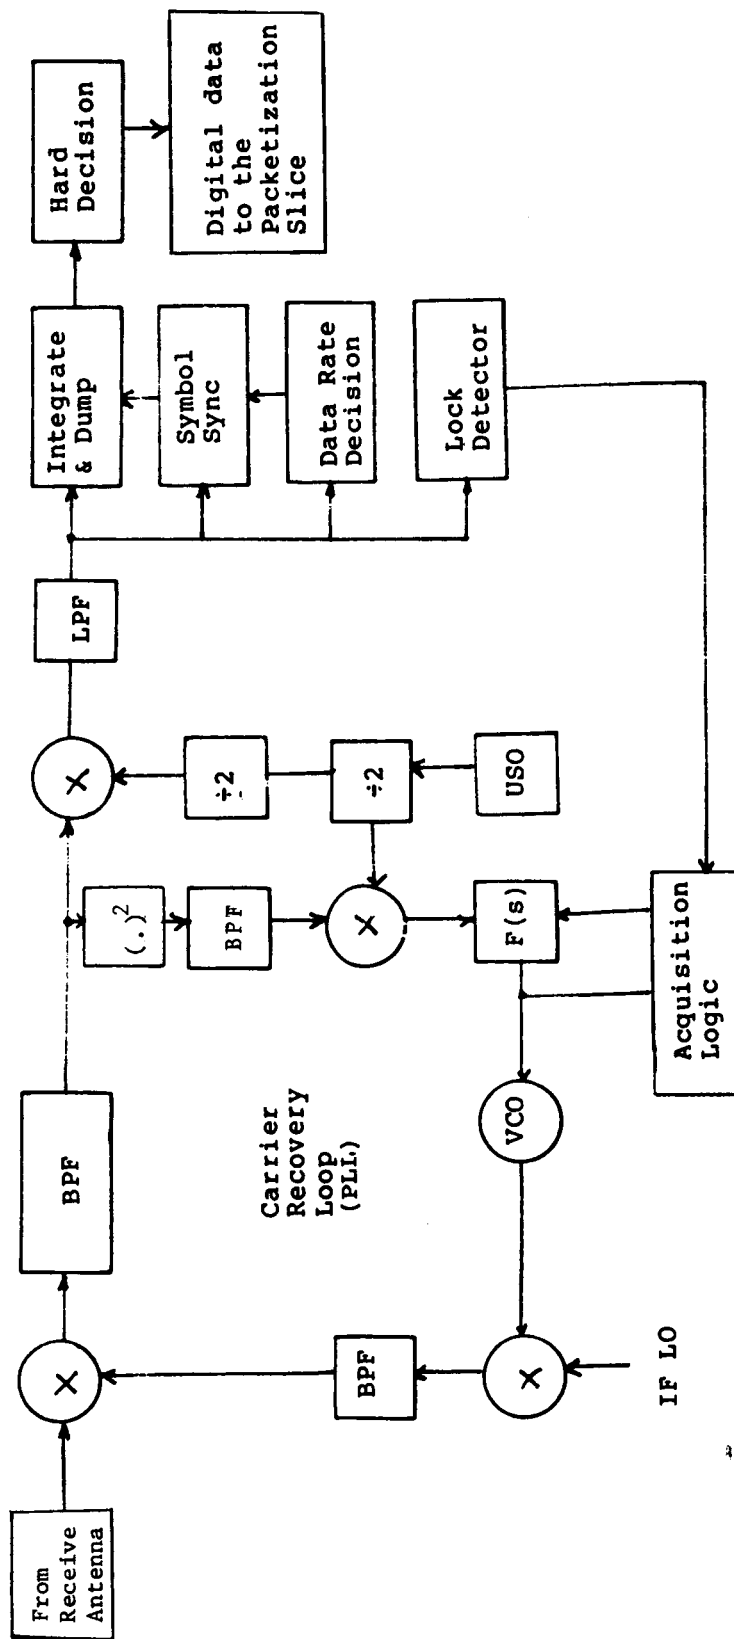 From
Receive
Antenna
X
BPF
X
LPF
Integrate
& Dump
Hard
Decision
Digital data
to the
Packetization
Slice
Symbol
Sync
Data Rate
Decision
Lock
Detector
(.)²
BPF
X
÷2
÷2
USO
Carrier
Recovery
Loop
(PLL)
F(s)
VCO
BPF
X
IF LO
Acquisition
Logic